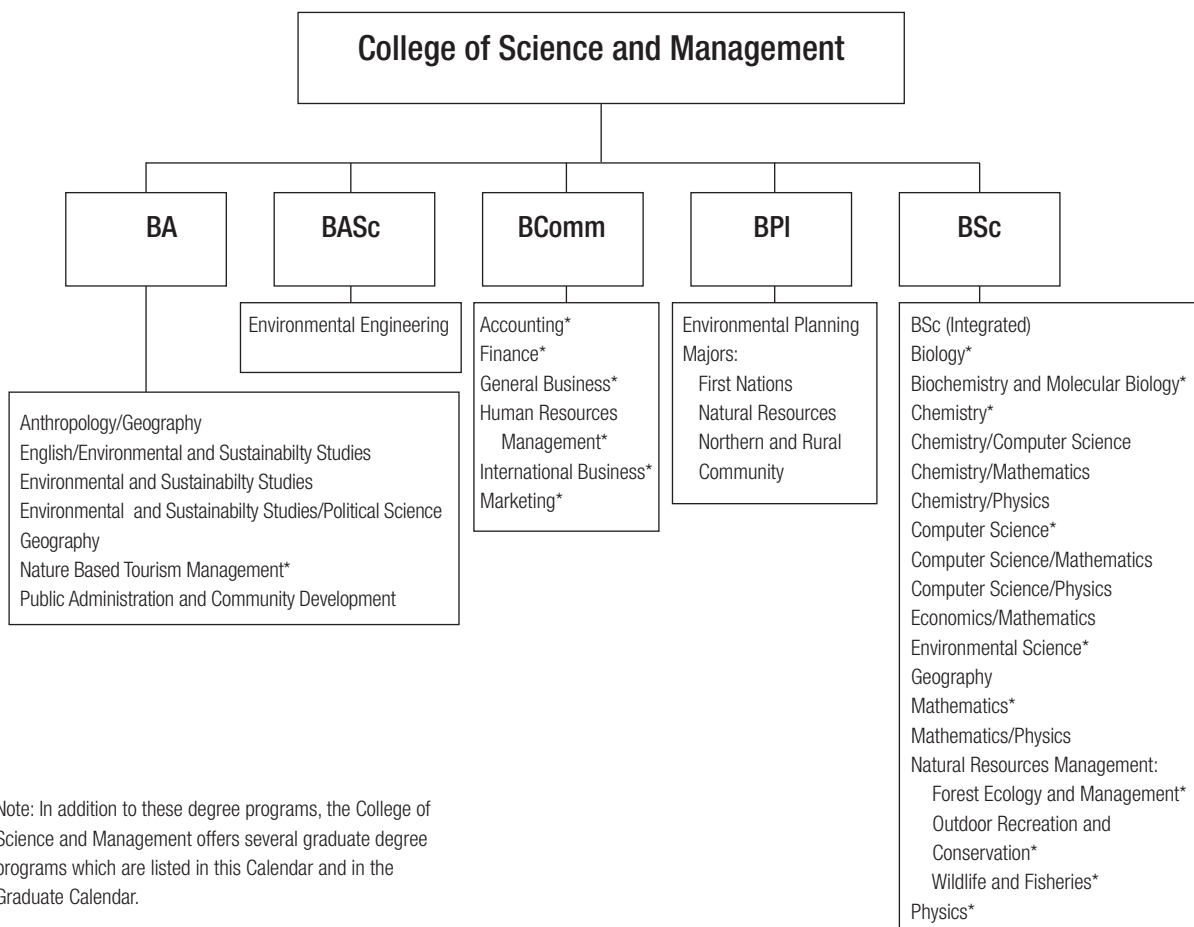 College of Science and Management
BA
BASc
BComm
BPl
BSc
Anthropology/Geography
English/Environmental and Sustainabilty Studies
Environmental and Sustainabilty Studies
Environmental and Sustainabilty Studies/Political Science
Geography
Nature Based Tourism Management*
Public Administration and Community Development
Environmental Engineering
Accounting*
Finance*
General Business*
Human Resources
Management*
International Business*
Marketing*
Environmental Planning
Majors:
First Nations
Natural Resources
Northern and Rural
Community
BSc (Integrated)
Biology*
Biochemistry and Molecular Biology*
Chemistry*
Chemistry/Computer Science
Chemistry/Mathematics
Chemistry/Physics
Computer Science*
Computer Science/Mathematics
Computer Science/Physics
Economics/Mathematics
Environmental Science*
Geography
Mathematics*
Mathematics/Physics
Natural Resources Management:
Forest Ecology and Management*
Outdoor Recreation and
Conservation*
Wildlife and Fisheries*
Physics*
Note: In addition to these degree programs, the College of
Science and Management offers several graduate degree
programs which are listed in this Calendar and in the
Graduate Calendar.